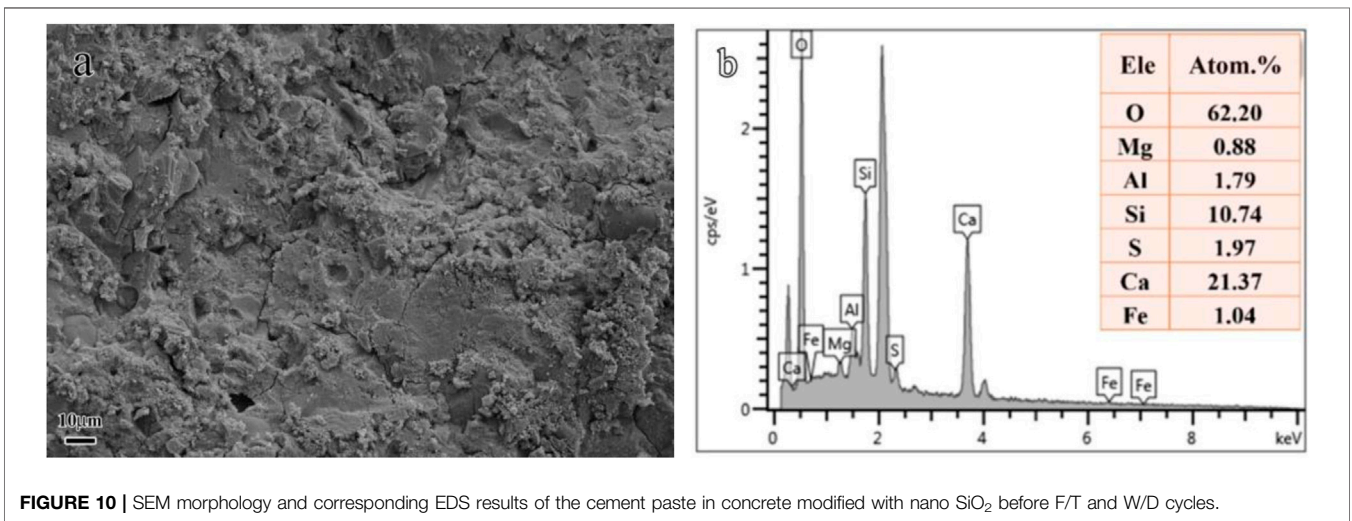 a
10μm
b
cps/eV
2
1
0
O
Si
Ca
Al
Fe
Mg
S
Ca
Fe
Fe
0
2
4
6
8
keV
Ele Atom.%
O 62.20
Mg 0.88
Al 1.79
Si 10.74
S 1.97
Ca 21.37
Fe 1.04
FIGURE 10 | SEM morphology and corresponding EDS results of the cement paste in concrete modified with nano SiO₂ before F/T and W/D cycles.